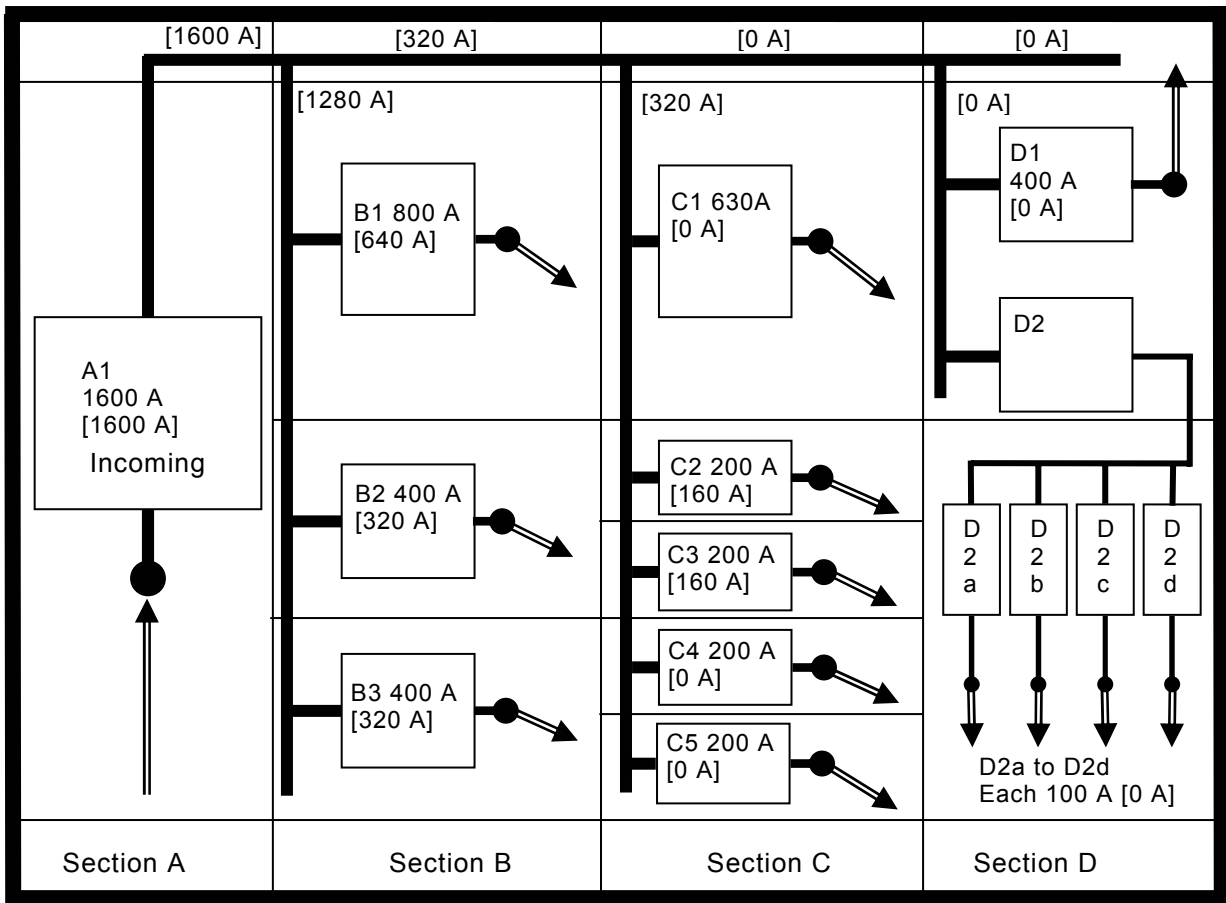 [1600 A]
[320 A]
[0 A]
[0 A]
[1280 A]
[320 A]
[0 A]
B1 800 A
[640 A]
C1 630A
[0 A]
D1
400 A
[0 A]
D2
A1
1600 A
[1600 A]
Incoming
B2 400 A
[320 A]
B3 400 A
[320 A]
C2 200 A
[160 A]
C3 200 A
[160 A]
C4 200 A
[0 A]
C5 200 A
[0 A]
D
2
a
D
2
b
D
2
c
D
2
d
D2a to D2d
Each 100 A [0 A]
Section A
Section B
Section C
Section D